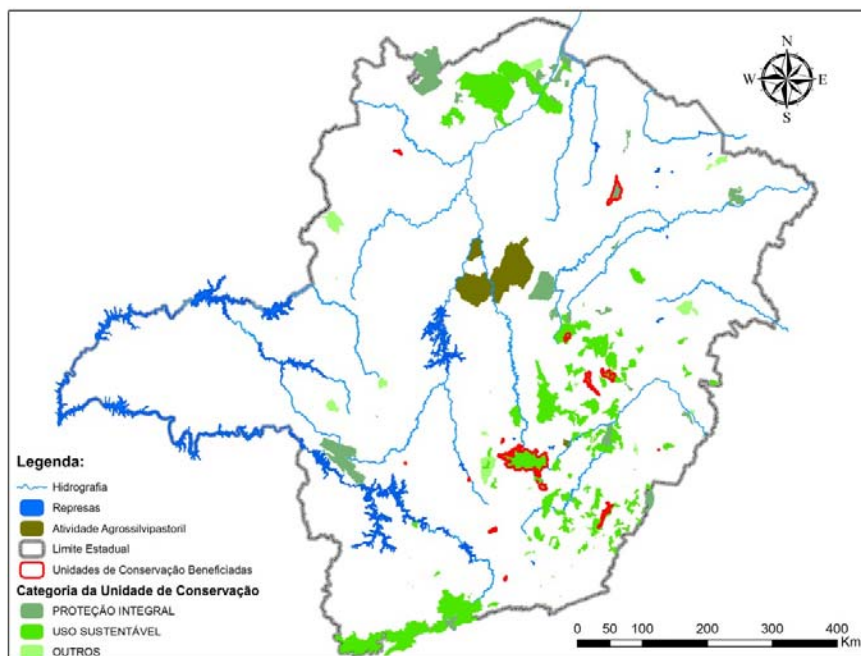 N
W E
S
Legenda:
Hidrografia
Represas
Atividade Agrossilvipastoril
Limite Estadual
Unidades de Conservação Beneficiadas
Categoria da Unidade de Conservação
PROTEÇÃO INTEGRAL
USO SUSTENTÁVEL
OUTROS
0 50 100 200 300 400
Km